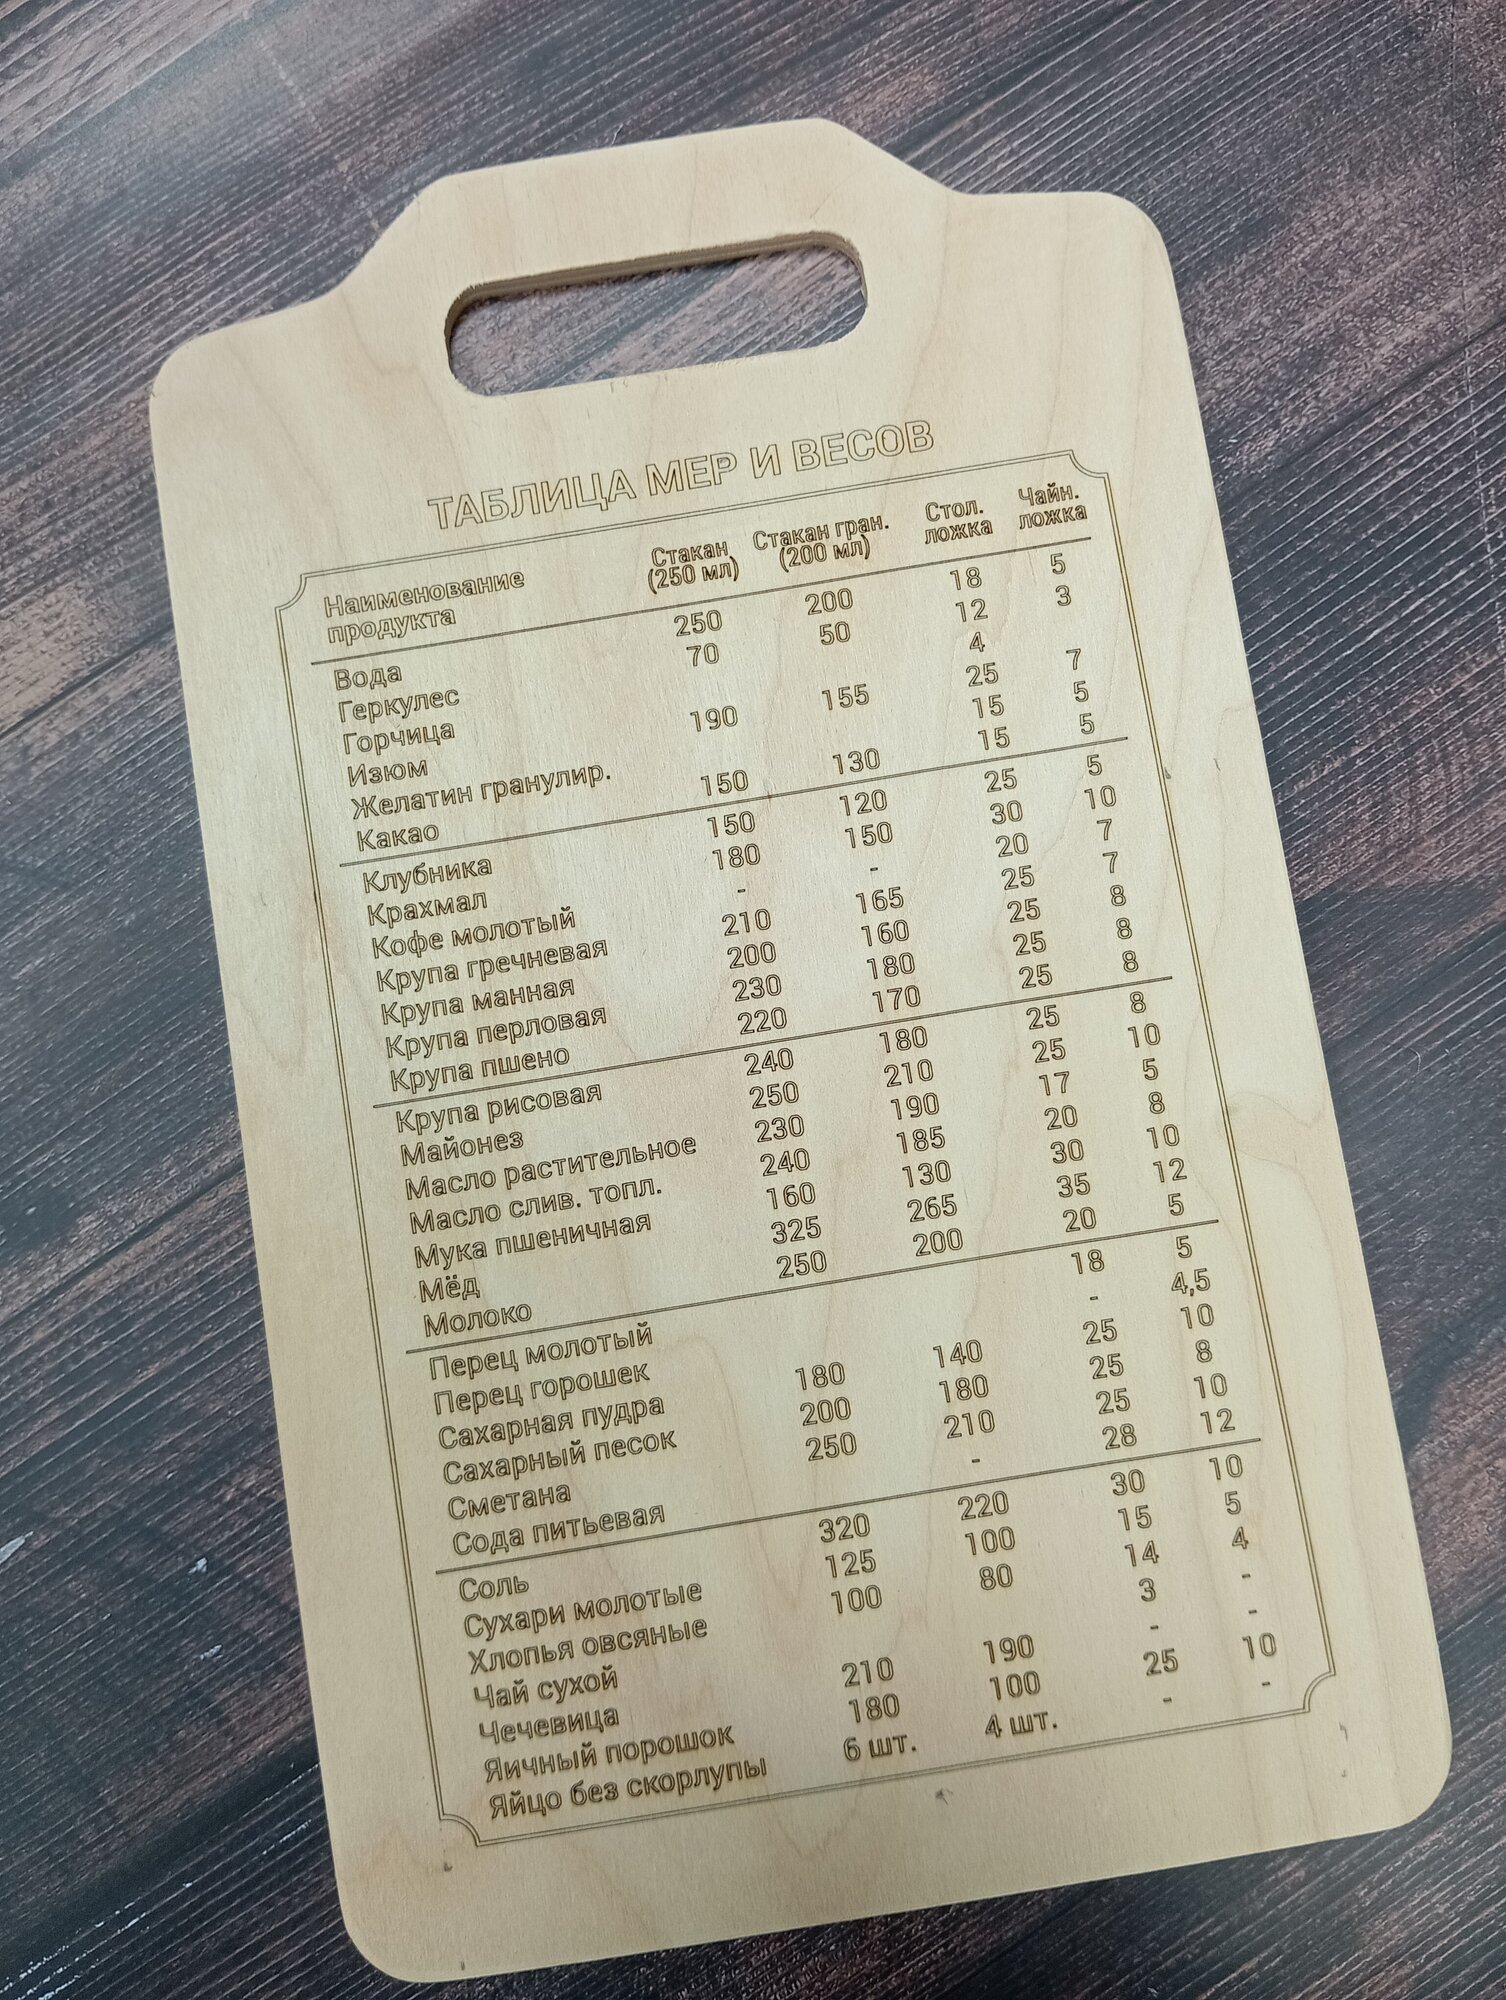 ТАБЛИЦА МЕР И ВЕСОВ
Наименование продукта Стакан (250 мл) Стакан гран. (200 мл) Стол. ложка Чайн. ложка
Вода 250 200 18 5
Геркулес 70 50 12 3
Горчица 4
Изюм 190 155 25 7
Желатин гранулир. 15 5
Какао 150 130 15 5
Клубника 150 120 25 5
Крахмал 180 150 30 10
Кофе молотый - - 20 7
Крупа гречневая 210 165 25 7
Крупа манная 200 160 25 8
Крупа перловая 230 180 25 8
Крупа пшено 220 170 25 8
Крупа рисовая 240 180 25 8
Майонез 250 210 25 10
Масло растительное 230 190 17 5
Масло слив. топл. 240 185 20 8
Мука пшеничная 160 130 30 10
Мёд 325 265 35 12
Молоко 250 200 20 5
Перец молотый 18 5
Перец горошек - 4,5
Сахарная пудра 180 140 25 10
Сахарный песок 200 180 25 8
Сметана 250 210 25 10
Сода питьевая - 28 12
Соль 320 220 30 10
Сухари молотые 125 100 15 5
Хлопья овсяные 100 80 14 4
Чай сухой 3 -
Чечевица 210 190 - -
Яичный порошок 180 100 25 10
Яйцо без скорлупы 6 шт. 4 шт. - -